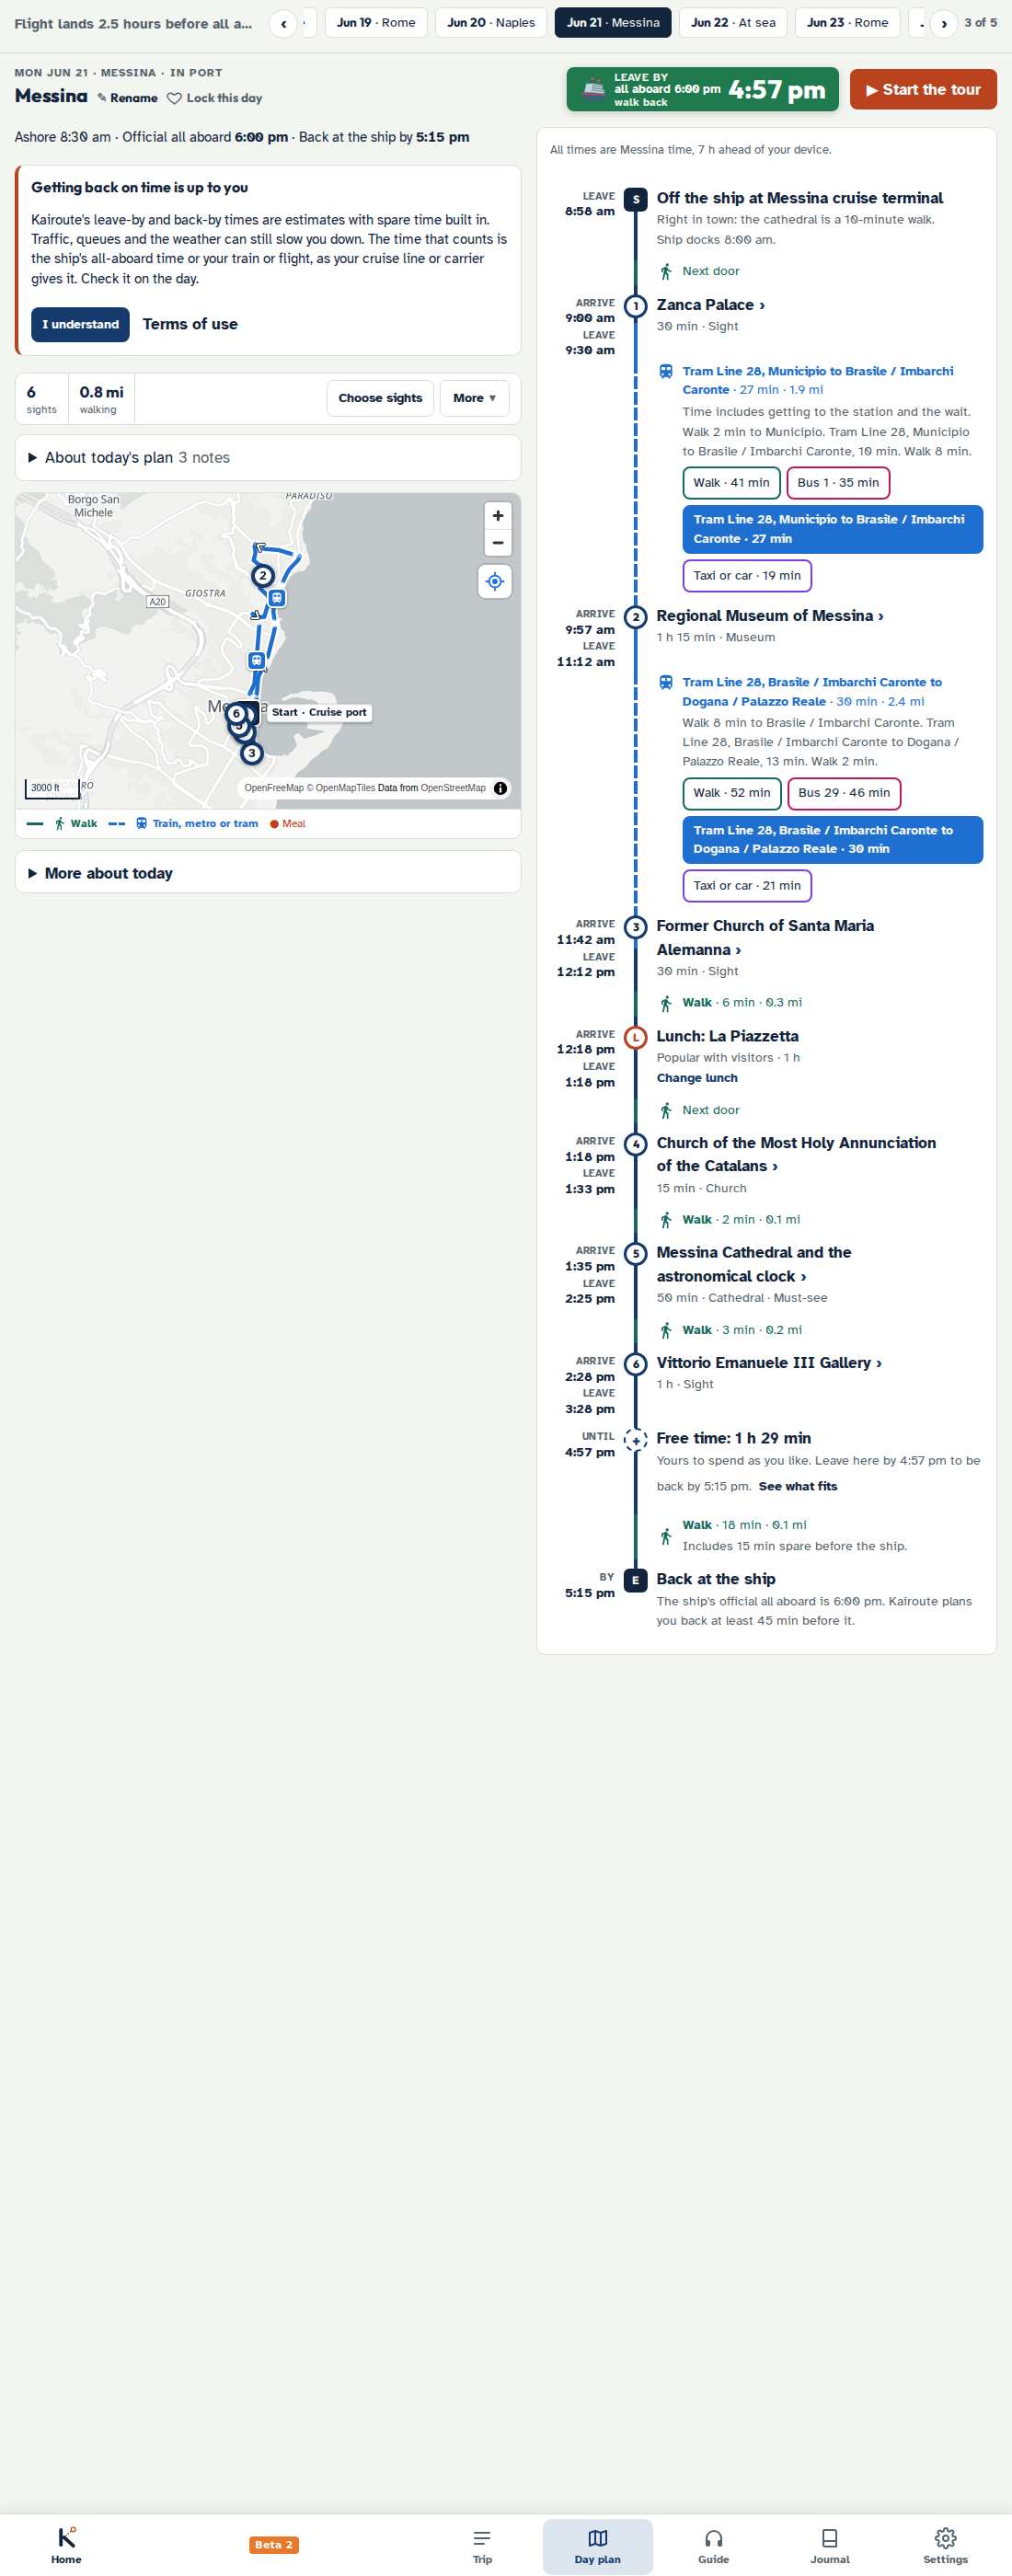 Flight lands 2.5 hours before all a...
‹
Jun 19 · Rome
Jun 20 · Naples
Jun 21 · Messina
Jun 22 · At sea
Jun 23 · Rome
›
3 of 5
MON JUN 21 · MESSINA · IN PORT
Messina ✎ Rename Lock this day
LEAVE BY
all aboard 6:00 pm
walk back
4:57 pm
▶ Start the tour
Ashore 8:30 am · Official all aboard 6:00 pm · Back at the ship by 5:15 pm
Getting back on time is up to you
Kairoute's leave-by and back-by times are estimates with spare time built in.
Traffic, queues and the weather can still slow you down. The time that counts is
the ship's all-aboard time or your train or flight, as your cruise line or carrier
gives it. Check it on the day.
I understand
Terms of use
6
sights
0.8 mi
walking
Choose sights
More ▼
▶ About today's plan 3 notes
Borgo San
Michele
PARADISO
+
−
GIOSTRA
A20
2
Me
a
6
3
Start · Cruise port
3000 ft
RO
OpenFreeMap © OpenMapTiles Data from OpenStreetMap
Walk
Train, metro or tram
Meal
▶ More about today
All times are Messina time, 7 h ahead of your device.
LEAVE
8:58 am
S
Off the ship at Messina cruise terminal
Right in town: the cathedral is a 10-minute walk.
Ship docks 8:00 am.
Next door
ARRIVE
9:00 am
LEAVE
9:30 am
1
Zanca Palace ›
30 min · Sight
Tram Line 28, Municipio to Brasile / Imbarchi
Caronte · 27 min · 1.9 mi
Time includes getting to the station and the wait.
Walk 2 min to Municipio. Tram Line 28, Municipio
to Brasile / Imbarchi Caronte, 10 min. Walk 8 min.
Walk · 41 min
Bus 1 · 35 min
Tram Line 28, Municipio to Brasile / Imbarchi
Caronte · 27 min
Taxi or car · 19 min
ARRIVE
9:57 am
LEAVE
11:12 am
2
Regional Museum of Messina ›
1 h 15 min · Museum
Tram Line 28, Brasile / Imbarchi Caronte to
Dogana / Palazzo Reale · 30 min · 2.4 mi
Walk 8 min to Brasile / Imbarchi Caronte. Tram
Line 28, Brasile / Imbarchi Caronte to Dogana /
Palazzo Reale, 13 min. Walk 2 min.
Walk · 52 min
Bus 29 · 46 min
Tram Line 28, Brasile / Imbarchi Caronte to
Dogana / Palazzo Reale · 30 min
Taxi or car · 21 min
ARRIVE
11:42 am
LEAVE
12:12 pm
3
Former Church of Santa Maria
Alemanna ›
30 min · Sight
Walk · 6 min · 0.3 mi
ARRIVE
12:18 pm
LEAVE
1:18 pm
L
Lunch: La Piazzetta
Popular with visitors · 1 h
Change lunch
Next door
ARRIVE
1:18 pm
LEAVE
1:33 pm
4
Church of the Most Holy Annunciation
of the Catalans ›
15 min · Church
Walk · 2 min · 0.1 mi
ARRIVE
1:35 pm
LEAVE
2:25 pm
5
Messina Cathedral and the
astronomical clock ›
50 min · Cathedral · Must-see
Walk · 3 min · 0.2 mi
ARRIVE
2:28 pm
LEAVE
3:28 pm
6
Vittorio Emanuele III Gallery ›
1 h · Sight
UNTIL
4:57 pm
+
Free time: 1 h 29 min
Yours to spend as you like. Leave here by 4:57 pm to be
back by 5:15 pm. See what fits
Walk · 18 min · 0.1 mi
Includes 15 min spare before the ship.
BY
5:15 pm
E
Back at the ship
The ship's official all aboard is 6:00 pm. Kairoute plans
you back at least 45 min before it.
Home
Beta 2
Trip
Day plan
Guide
Journal
Settings